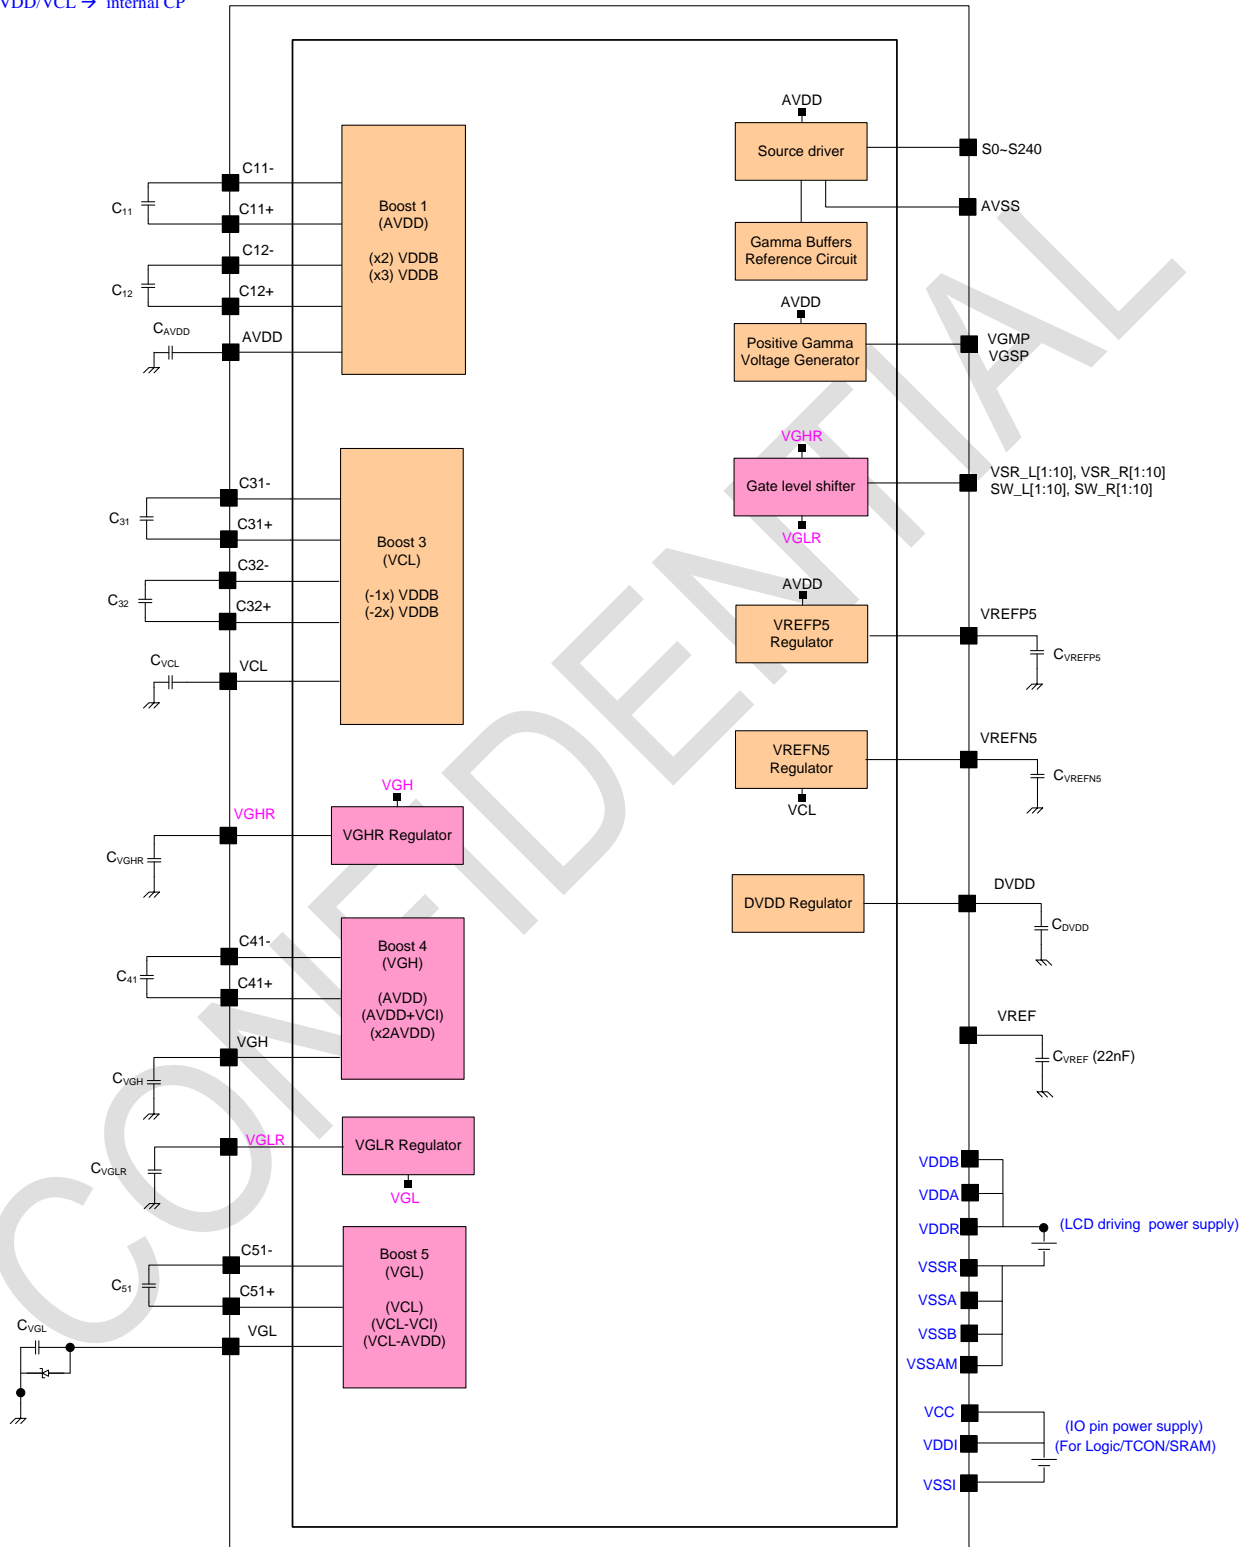 VDD/VCL → internal CP
C11-
C11
C11+
C12-
C12
C12+
CAVDD
AVDD
Boost 1
(AVDD)
(x2) VDDB
(x3) VDDB
C31-
C31
C31+
C32-
C32
C32+
CVCL
VCL
Boost 3
(VCL)
(-1x) VDDB
(-2x) VDDB
VGH
VGHR
VGHR Regulator
CVGHR
C41-
C41
C41+
VGH
CVGH
Boost 4
(VGH)
(AVDD)
(AVDD+VCI)
(x2AVDD)
VGLR
VGLR Regulator
CVGLR
VGL
C51-
C51
C51+
CVGL
VGL
Boost 5
(VGL)
(VCL)
(VCL-VCI)
(VCL-AVDD)
AVDD
Source driver
S0~S240
AVSS
Gamma Buffers
Reference Circuit
AVDD
Positive Gamma
Voltage Generator
VGMP
VGSP
VGHR
Gate level shifter
VGLR
VSR_L[1:10], VSR_R[1:10]
SW_L[1:10], SW_R[1:10]
AVDD
VREFP5
Regulator
VREFP5
CVREFP5
VREFN5
Regulator
VCL
VREFN5
CVREFN5
DVDD Regulator
DVDD
CDVDD
VREF
CVREF (22nF)
VDDB
VDDA
VDDR
(LCD driving power supply)
VSSR
VSSA
VSSB
VSSAM
VCC
(IO pin power supply)
VDDI
(For Logic/TCON/SRAM)
VSSI
CONFIDENTIAL